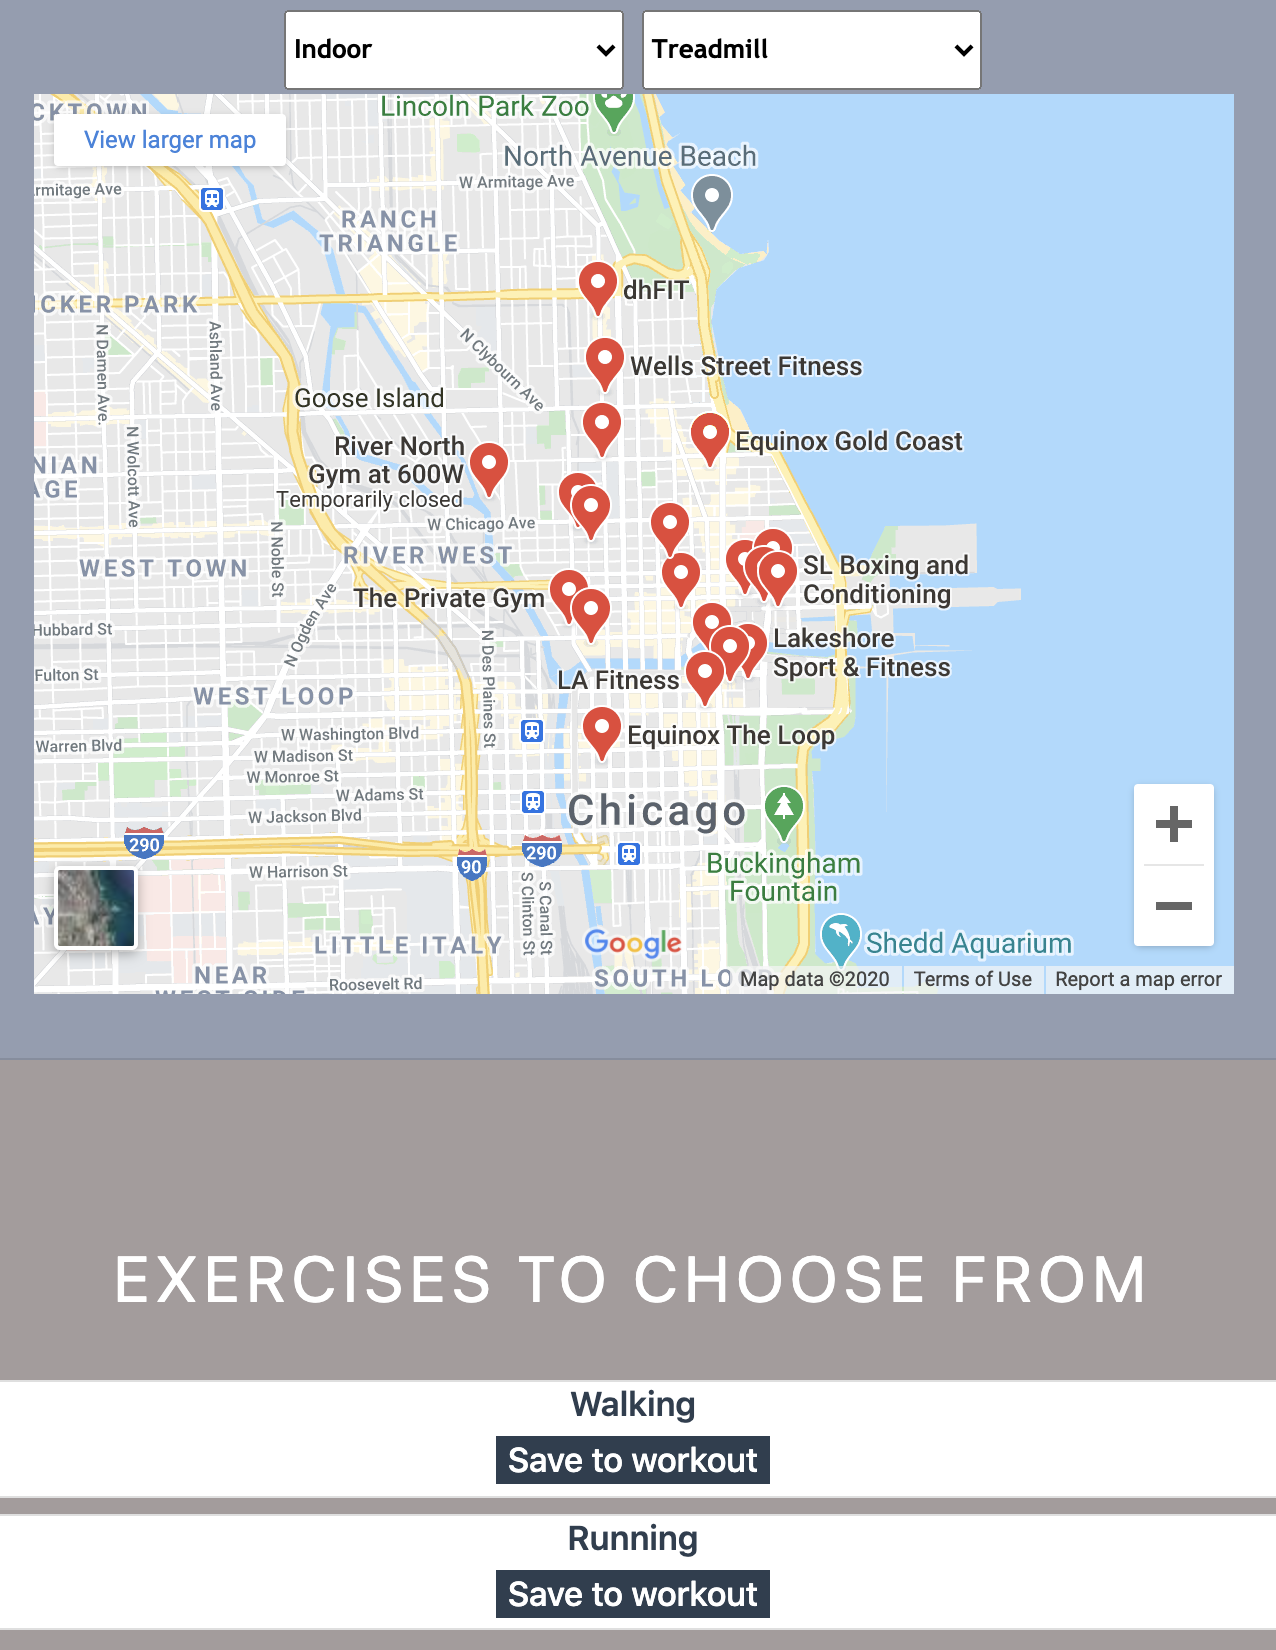 Indoor
Treadmill
Lincoln Park Zoo
CKTOWN
View larger map
North Avenue Beach
W Armitage Ave
rmitage Ave
RANCH
TRIANGLE
dhFIT
ICKER PARK
N Damen Ave.
Ashland Ave
N Clybourn Ave
Wells Street Fitness
Goose Island
Equinox Gold Coast
River North
Gym at 600W
Temporarily closed
NIAN
AGE
N Wolcott Ave
W Chicago Ave
N Noble St
RIVER WEST
WEST TOWN
SL Boxing and
Conditioning
The Private Gym
Hubbard St
N Ogden Ave
N Des Plaines St
Lakeshore
Sport & Fitness
Fulton St
LA Fitness
WEST LOOP
W Washington Blvd
Equinox The Loop
Warren Blvd
W Madison St
W Monroe St
W Adams St
W Jackson Blvd
Chicago
290
290
90
Buckingham
Fountain
W Harrison St
S Clinton St
S Canal St
AY
LITTLE ITALY
Google
Shedd Aquarium
NEAR
WEST SIDE
Roosevelt Rd
SOUTH LO
Map data ©2020
Terms of Use
Report a map error
EXERCISES TO CHOOSE FROM
Walking
Save to workout
Running
Save to workout